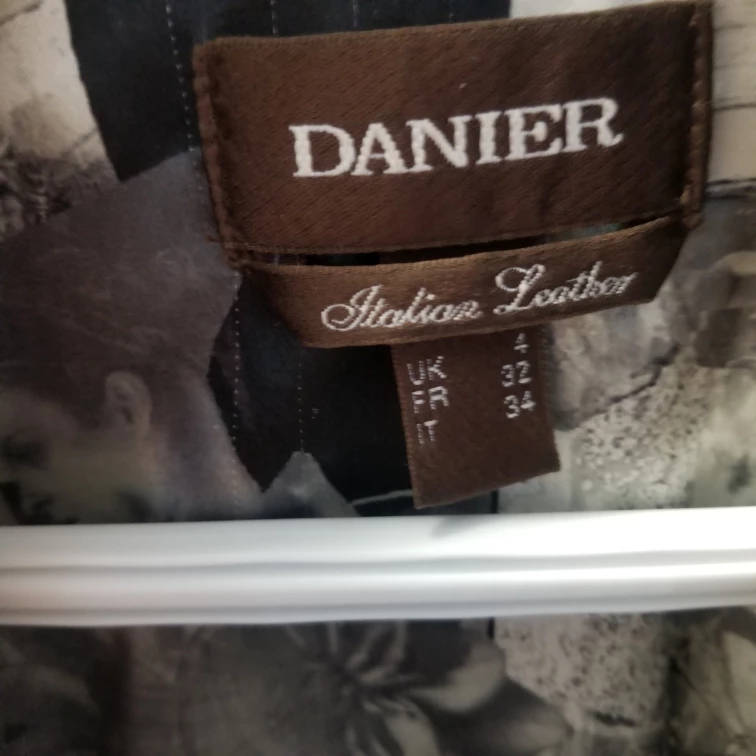 DANIER
Italian Leather
4
UK 32
FR 34
IT